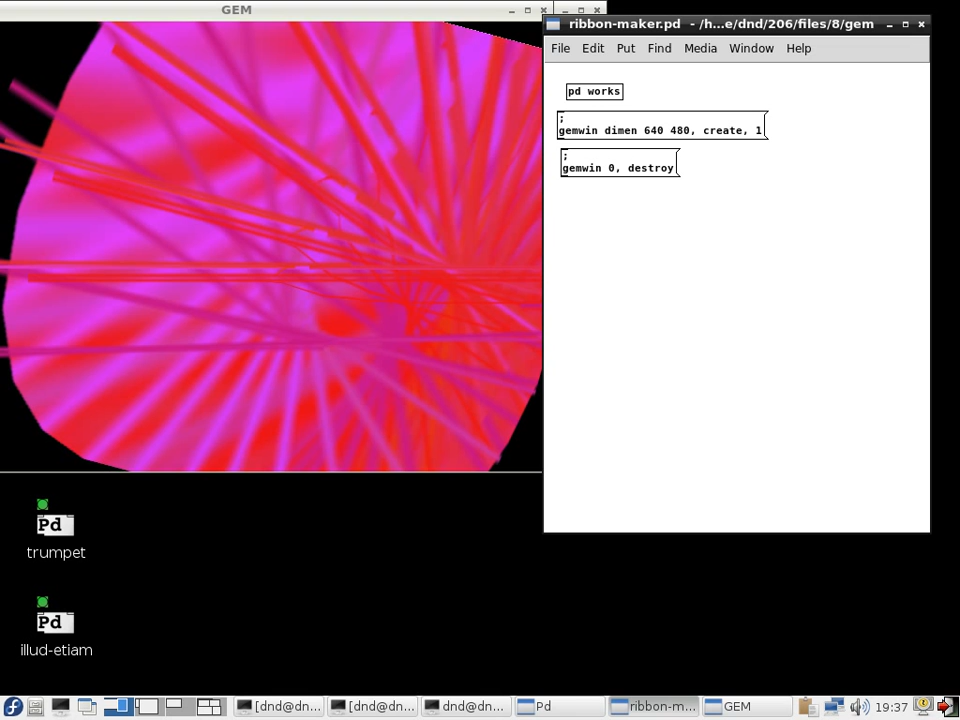 GEM
ribbon-maker.pd - /h...e/dnd/206/files/8/gem
File Edit Put Find Media Window Help
pd works
;
gemwin dimen 640 480, create, 1
;
gemwin 0, destroy
Pd
trumpet
Pd
illud-etiam
[dnd@dn... [dnd@dn... dnd@dn... Pd ribbon-m... GEM 19:37